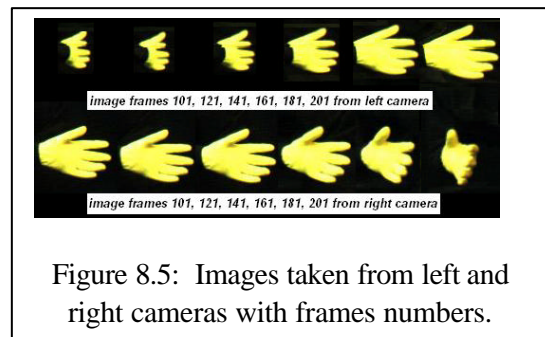 image frames 101, 121, 141, 161, 181, 201 from left camera
image frames 101, 121, 141, 161, 181, 201 from right camera
Figure 8.5:  Images taken from left and
right cameras with frames numbers.